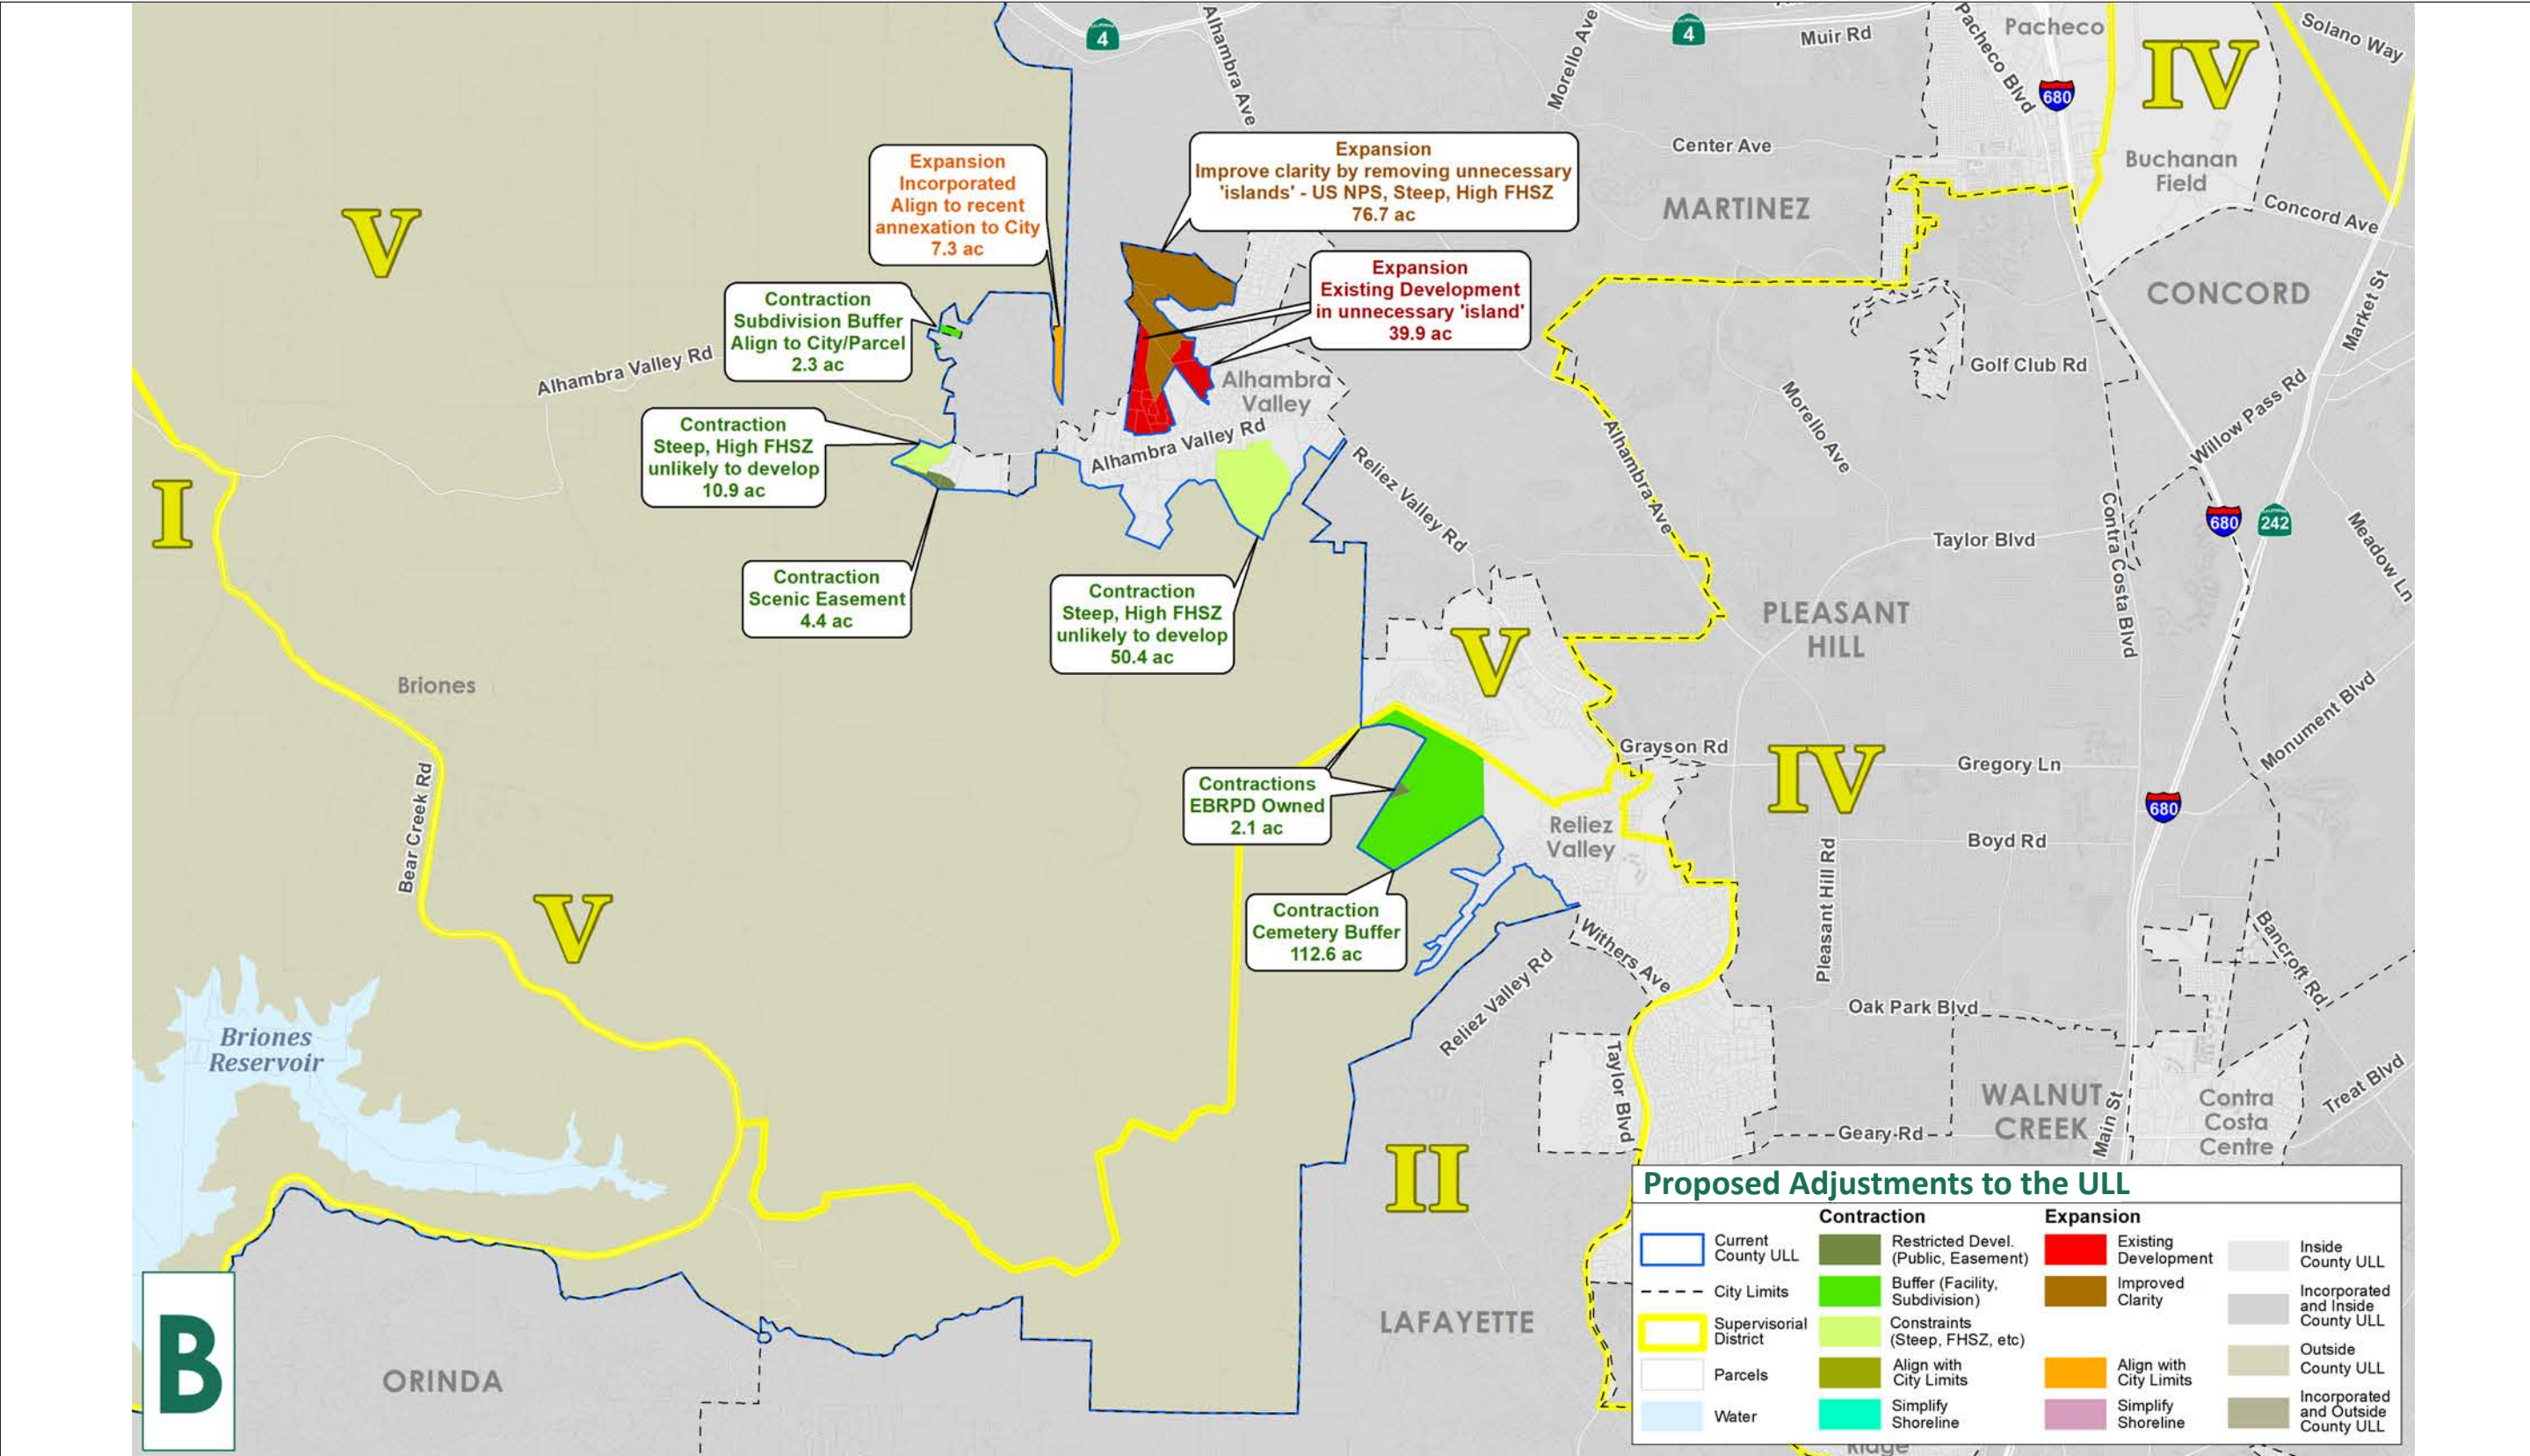 4
Alhambra Ave
Morello Ave
4
Muir Rd
Pacheco Blvd
Pacheco
680
IV
Solano Way
Buchanan
Field
Concord Ave
Center Ave
MARTINEZ
CONCORD
Market St
V
Expansion
Incorporated
Align to recent
annexation to City
7.3 ac
Expansion
Improve clarity by removing unnecessary
'islands' - US NPS, Steep, High FHSZ
76.7 ac
Expansion
Existing Development
in unnecessary 'island'
39.9 ac
Contraction
Subdivision Buffer
Align to City/Parcel
2.3 ac
Alhambra Valley Rd
Alhambra
Valley
Golf Club Rd
Morello Ave
Willow Pass Rd
Contraction
Steep, High FHSZ
unlikely to develop
10.9 ac
Alhambra Valley Rd
Reliez Valley Rd
Alhambra Ave
Contra Costa Blvd
680
242
Meadow Ln
Taylor Blvd
I
Contraction
Scenic Easement
4.4 ac
Contraction
Steep, High FHSZ
unlikely to develop
50.4 ac
PLEASANT
HILL
V
Briones
Monument Blvd
Grayson Rd
IV
Gregory Ln
680
Bear Creek Rd
Contractions
EBRPD Owned
2.1 ac
Reliez
Valley
Boyd Rd
Pleasant Hill Rd
V
Contraction
Cemetery Buffer
112.6 ac
Withers Ave
Reliez Valley Rd
Bancroft Rd
Oak Park Blvd
Briones
Reservoir
Taylor Blvd
WALNUT
CREEK
Main St
Contra
Costa
Centre
Treat Blvd
Geary Rd
II
LAFAYETTE
ORINDA
B
Proposed Adjustments to the ULL
Current
County ULL
City Limits
Supervisorial
District
Parcels
Water
Contraction
Restricted Devel.
(Public, Easement)
Buffer (Facility,
Subdivision)
Constraints
(Steep, FHSZ, etc)
Align with
City Limits
Simplify
Shoreline
Expansion
Existing
Development
Improved
Clarity
Align with
City Limits
Simplify
Shoreline
Inside
County ULL
Incorporated
and Inside
County ULL
Outside
County ULL
Incorporated
and Outside
County ULL
Ridge